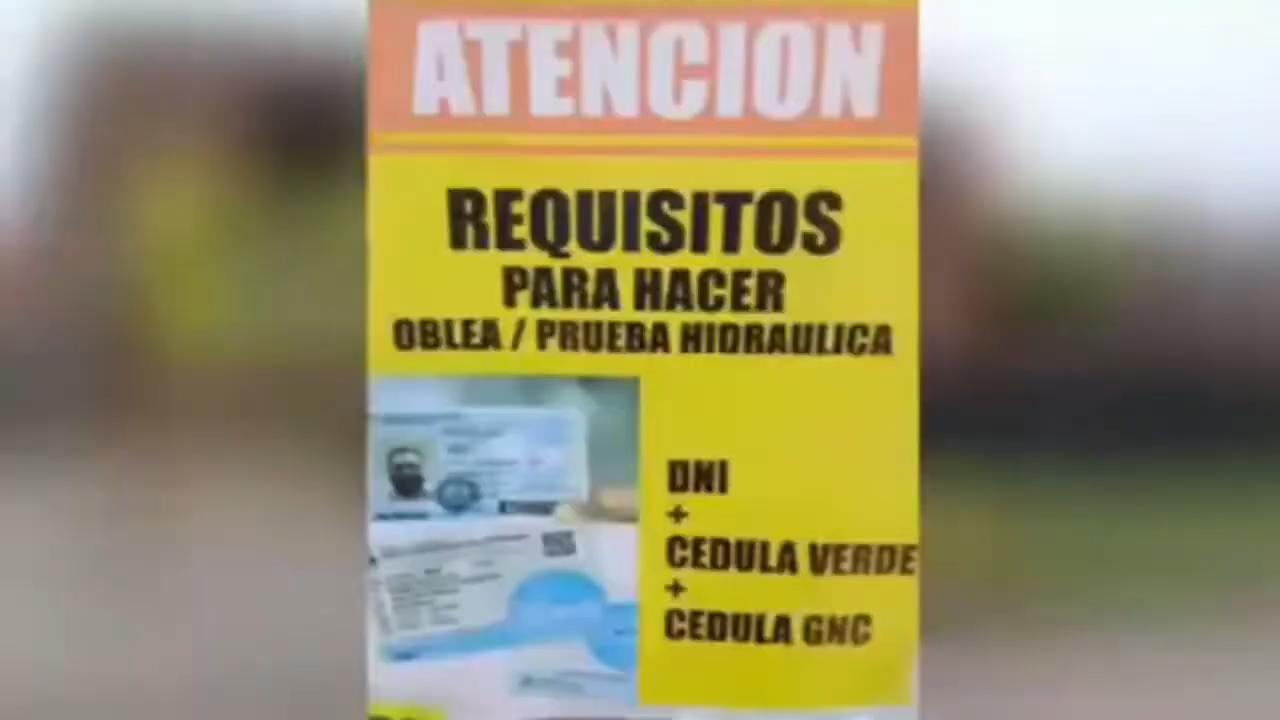 ATENCION
REQUISITOS
PARA HACER
OBLEA / PRUEBA HIDRAULICA
DNI
+
CEDULA VERDE
+
CEDULA GNC